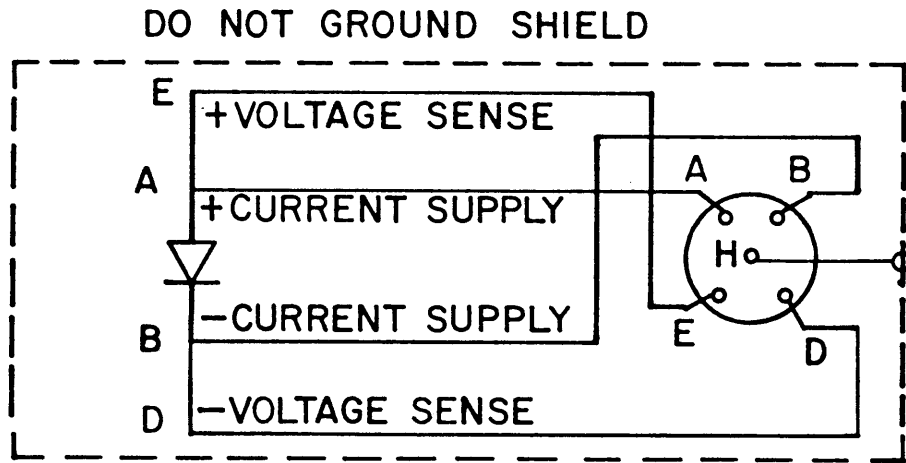 DO NOT GROUND SHIELD
E
+VOLTAGE SENSE
A
A B
+CURRENT SUPPLY
H
-CURRENT SUPPLY
B
E D
D
-VOLTAGE SENSE